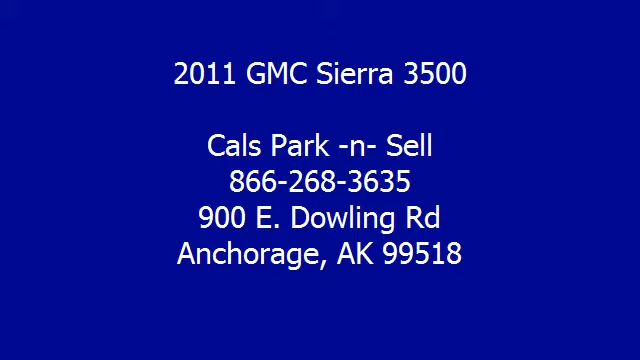 2011 GMC Sierra 3500
Cals Park -n- Sell
866-268-3635
900 E. Dowling Rd
Anchorage, AK 99518